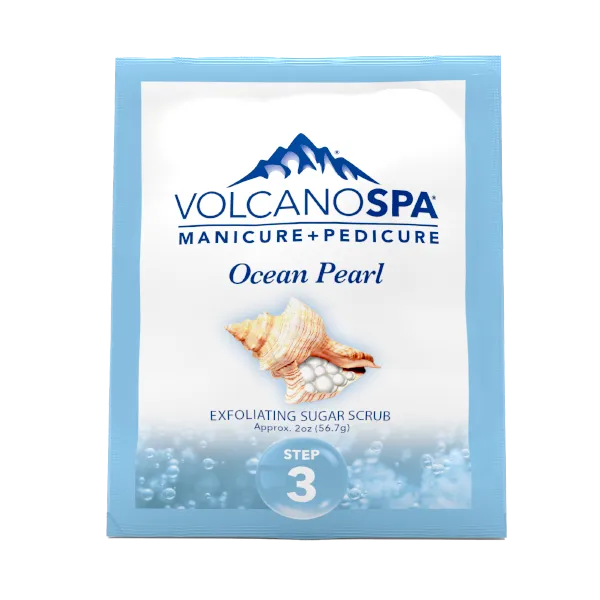 VOLCANOSPA®
MANICURE+PEDICURE
Ocean Pearl
EXFOLIATING SUGAR SCRUB
Approx. 2oz (56.7g)
STEP
3